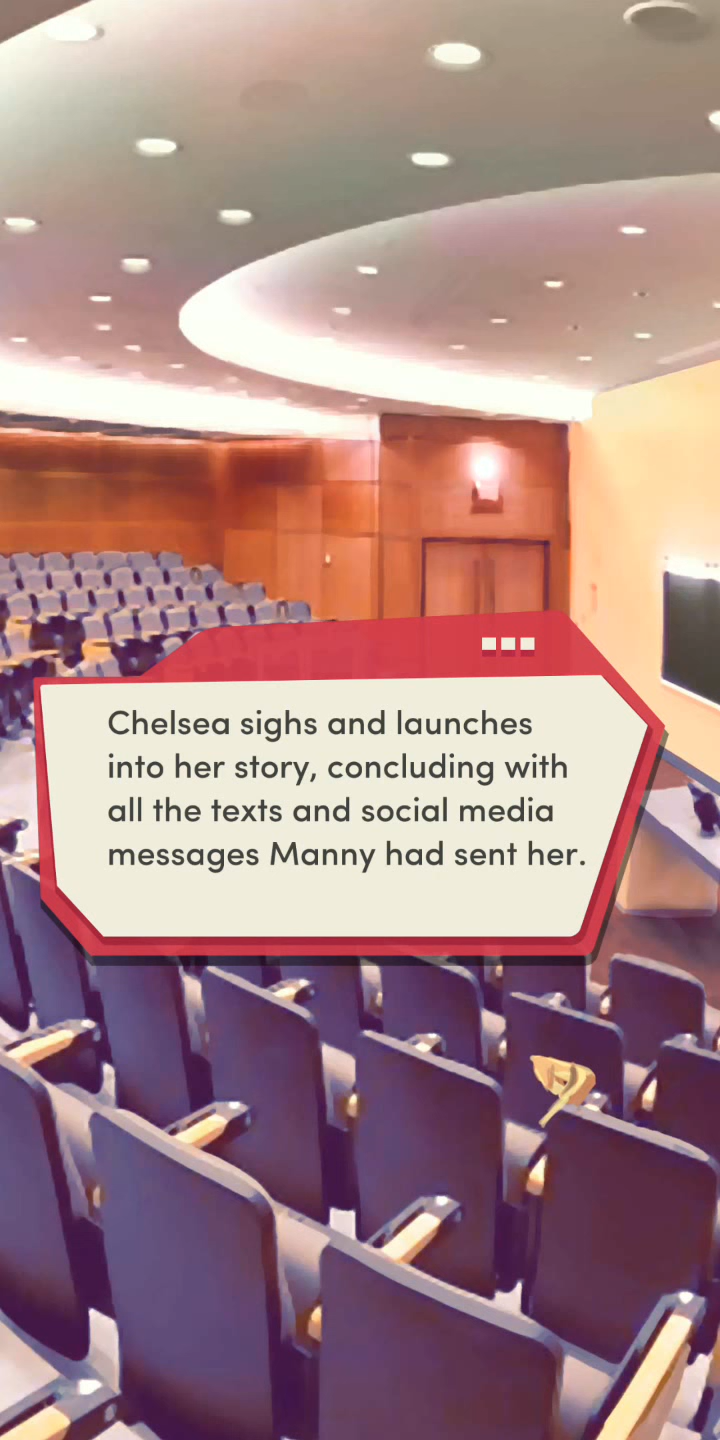 Chelsea sighs and launches
into her story, concluding with
all the texts and social media
messages Manny had sent her.